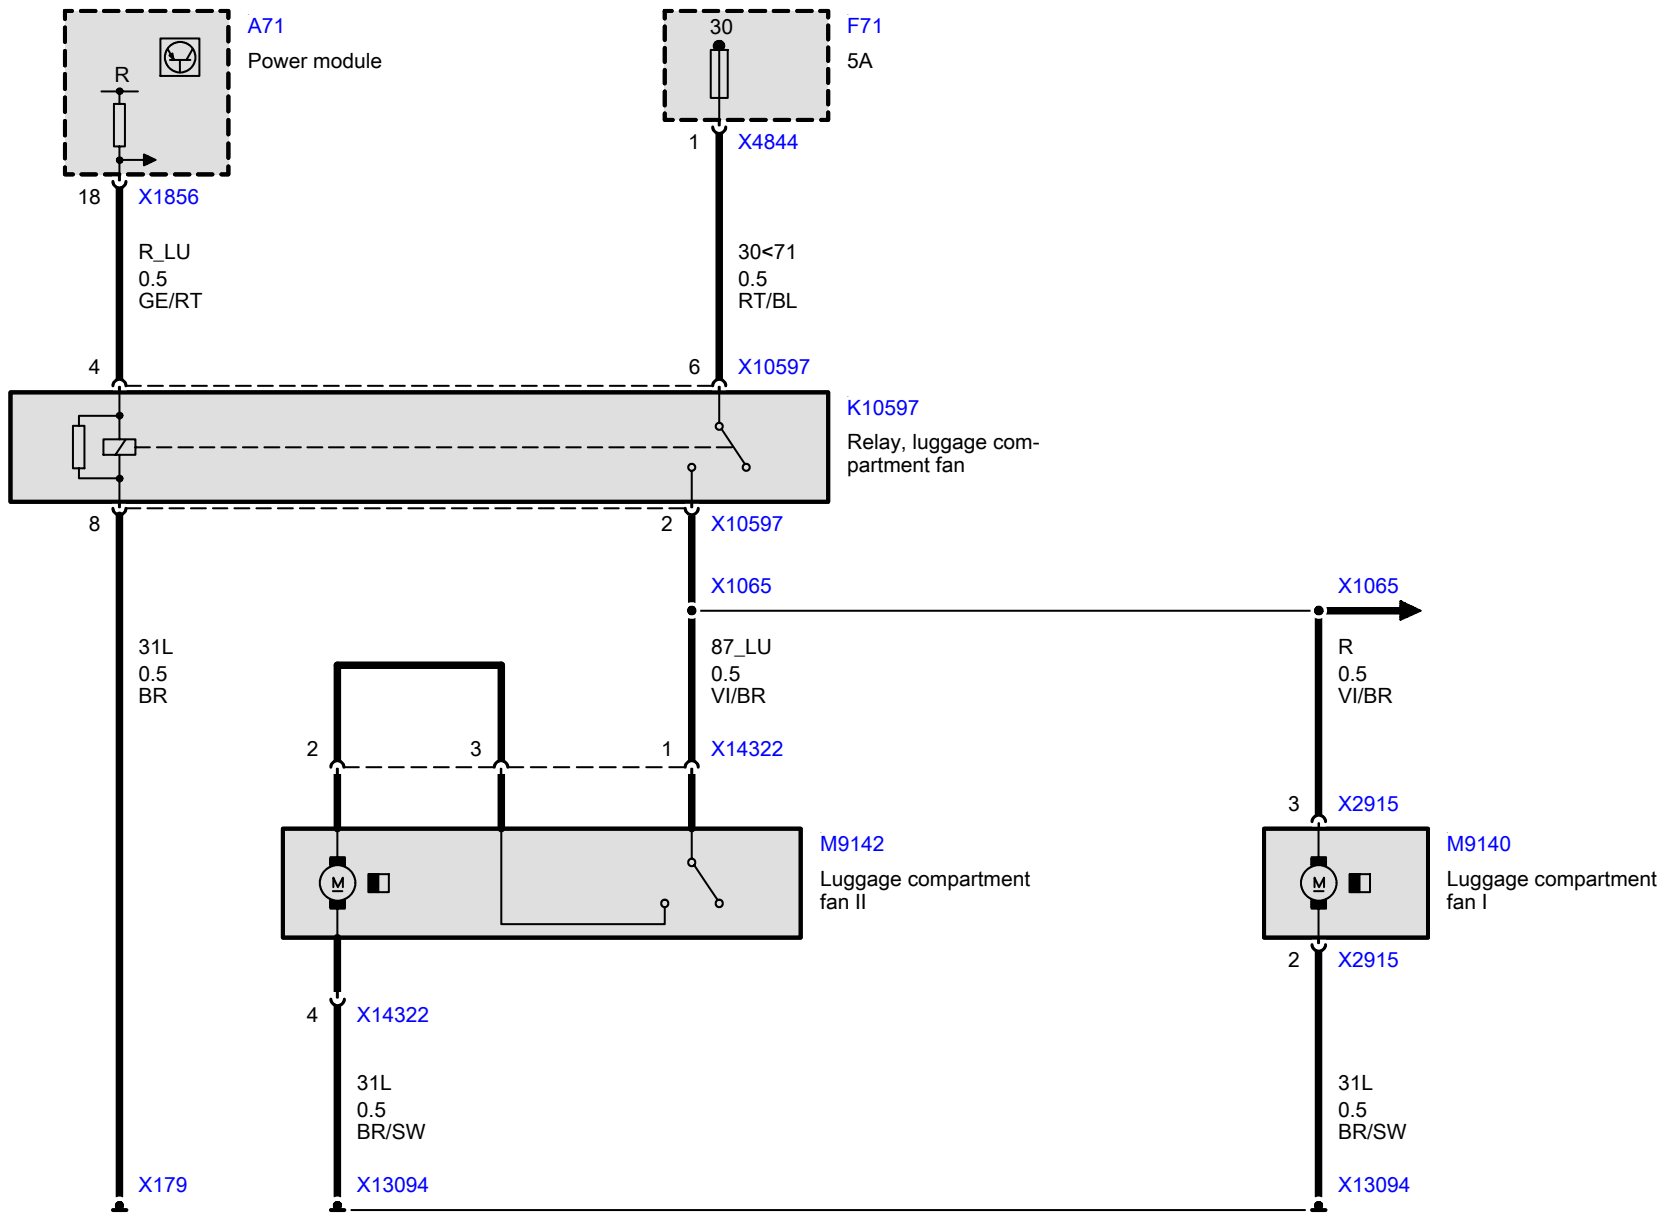 A71
Power module
R
18 X1856
R_LU
0.5
GE/RT
30
F71
5A
1 X4844
30<71
0.5
RT/BL
4
6 X10597
K10597
Relay, luggage com-
partment fan
8
2 X10597
X1065
X1065
31L
0.5
BR
87_LU
0.5
VI/BR
R
0.5
VI/BR
2
3
1 X14322
3 X2915
M
M9142
Luggage compartment
fan II
M
M9140
Luggage compartment
fan I
2 X2915
4 X14322
31L
0.5
BR/SW
31L
0.5
BR/SW
X179
X13094
X13094